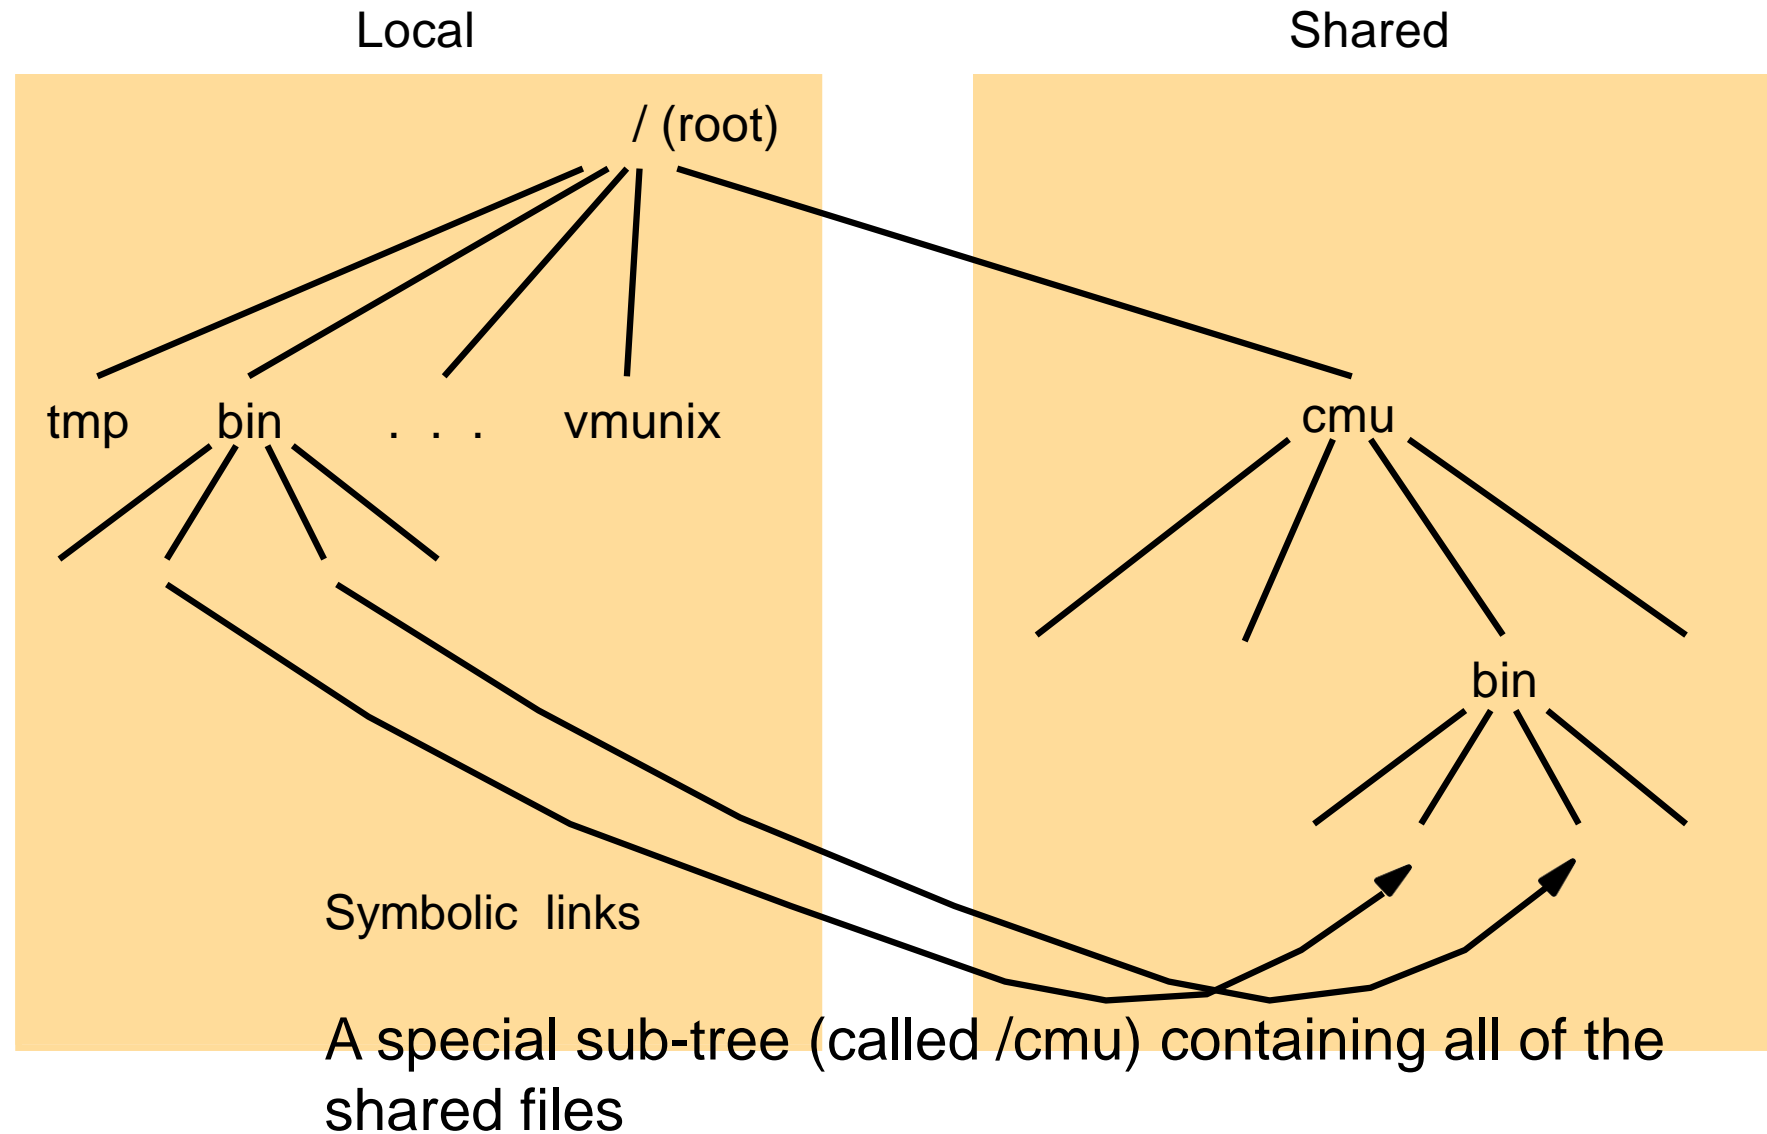 Local
Shared
/ (root)
tmp
bin
. . .
vmunix
cmu
bin
Symbolic links
A special sub-tree (called /cmu) containing all of the
shared files